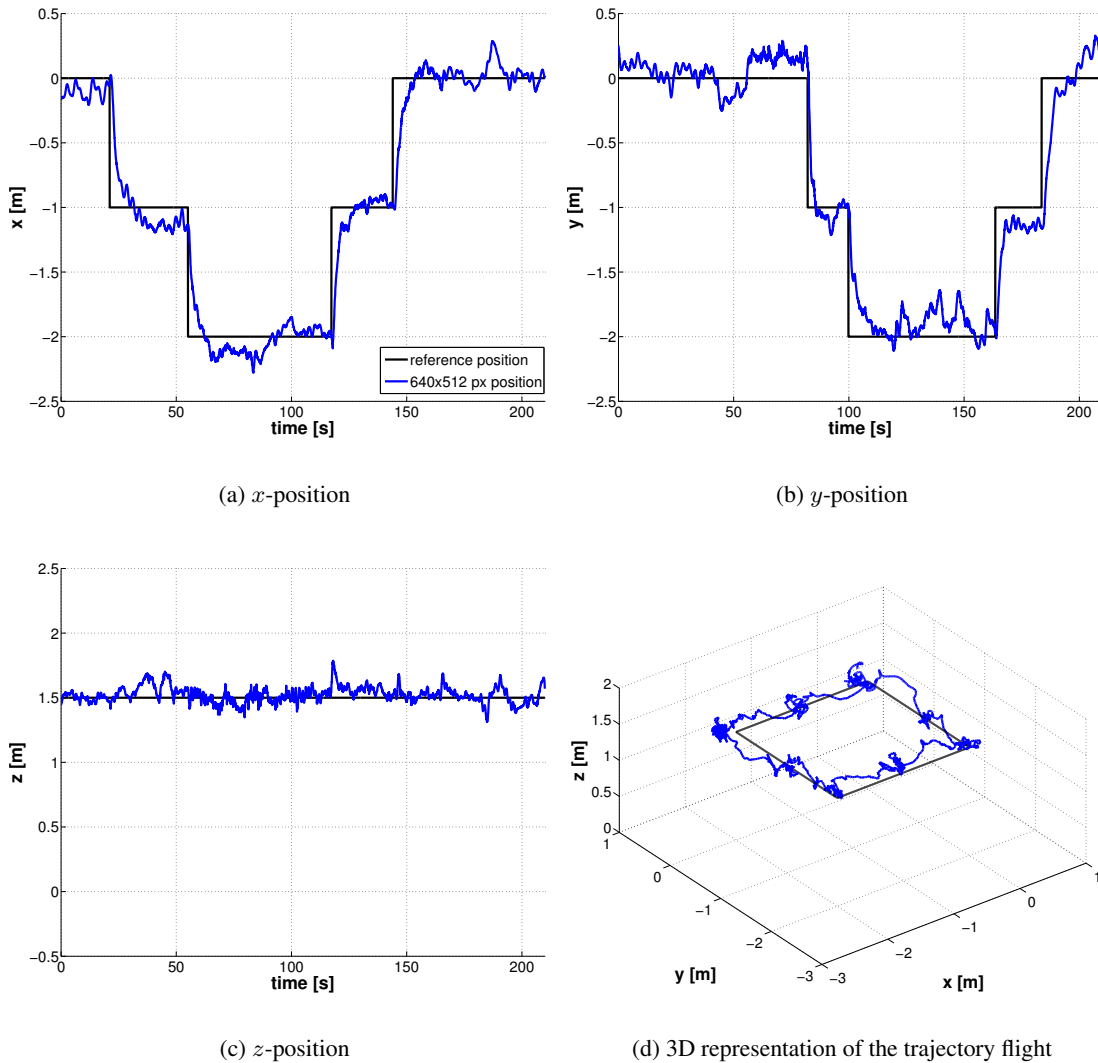 0.5
0
−0.5
−1
−1.5
−2
−2.5
x [m]
0 50 100 150 200
time [s]
reference position
640x512 px position
(a) x-position
0.5
0
−0.5
−1
−1.5
−2
−2.5
y [m]
0 50 100 150 200
time [s]
(b) y-position
2.5
2
1.5
1
0.5
0
−0.5
z [m]
0 50 100 150 200
time [s]
(c) z-position
2
1.5
1
0.5
0
z [m]
1
0
−1
−2
−3
y [m]
−3
−2
−1
0
1
x [m]
(d) 3D representation of the trajectory flight